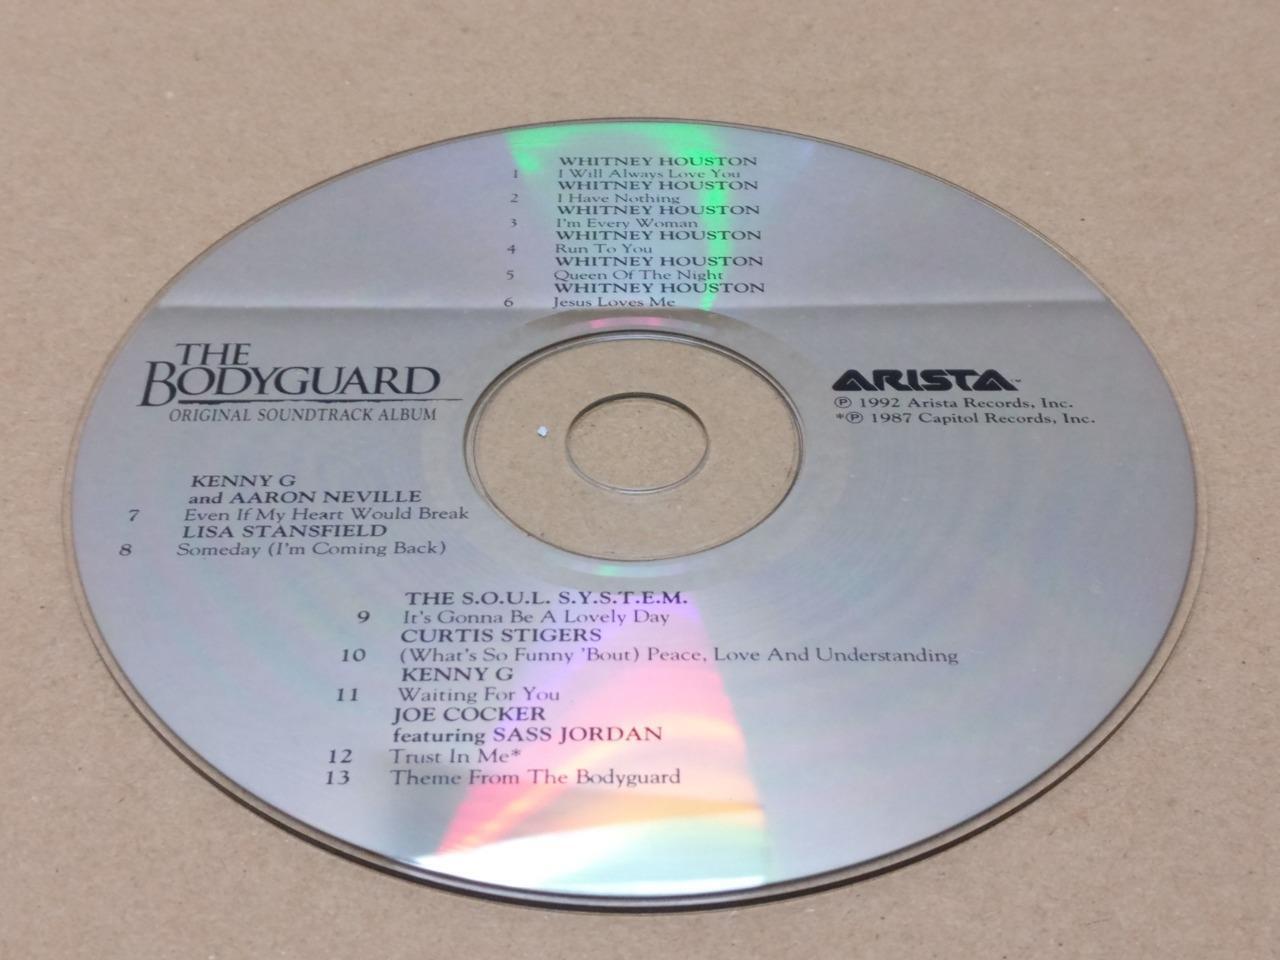 WHITNEY HOUSTON
1 I Will Always Love You
WHITNEY HOUSTON
2 I Have Nothing
WHITNEY HOUSTON
3 I'm Every Woman
WHITNEY HOUSTON
4 Run To You
WHITNEY HOUSTON
5 Queen Of The Night
WHITNEY HOUSTON
6 Jesus Loves Me
THE
BODYGUARD
ORIGINAL SOUNDTRACK ALBUM
ARISTA™
℗ 1992 Arista Records, Inc.
*℗ 1987 Capitol Records, Inc.
KENNY G
and AARON NEVILLE
7 Even If My Heart Would Break
LISA STANSFIELD
8 Someday (I'm Coming Back)
THE S.O.U.L. S.Y.S.T.E.M.
9 It's Gonna Be A Lovely Day
CURTIS STIGERS
10 (What's So Funny 'Bout) Peace, Love And Understanding
KENNY G
11 Waiting For You
JOE COCKER
featuring SASS JORDAN
12 Trust In Me*
13 Theme From The Bodyguard